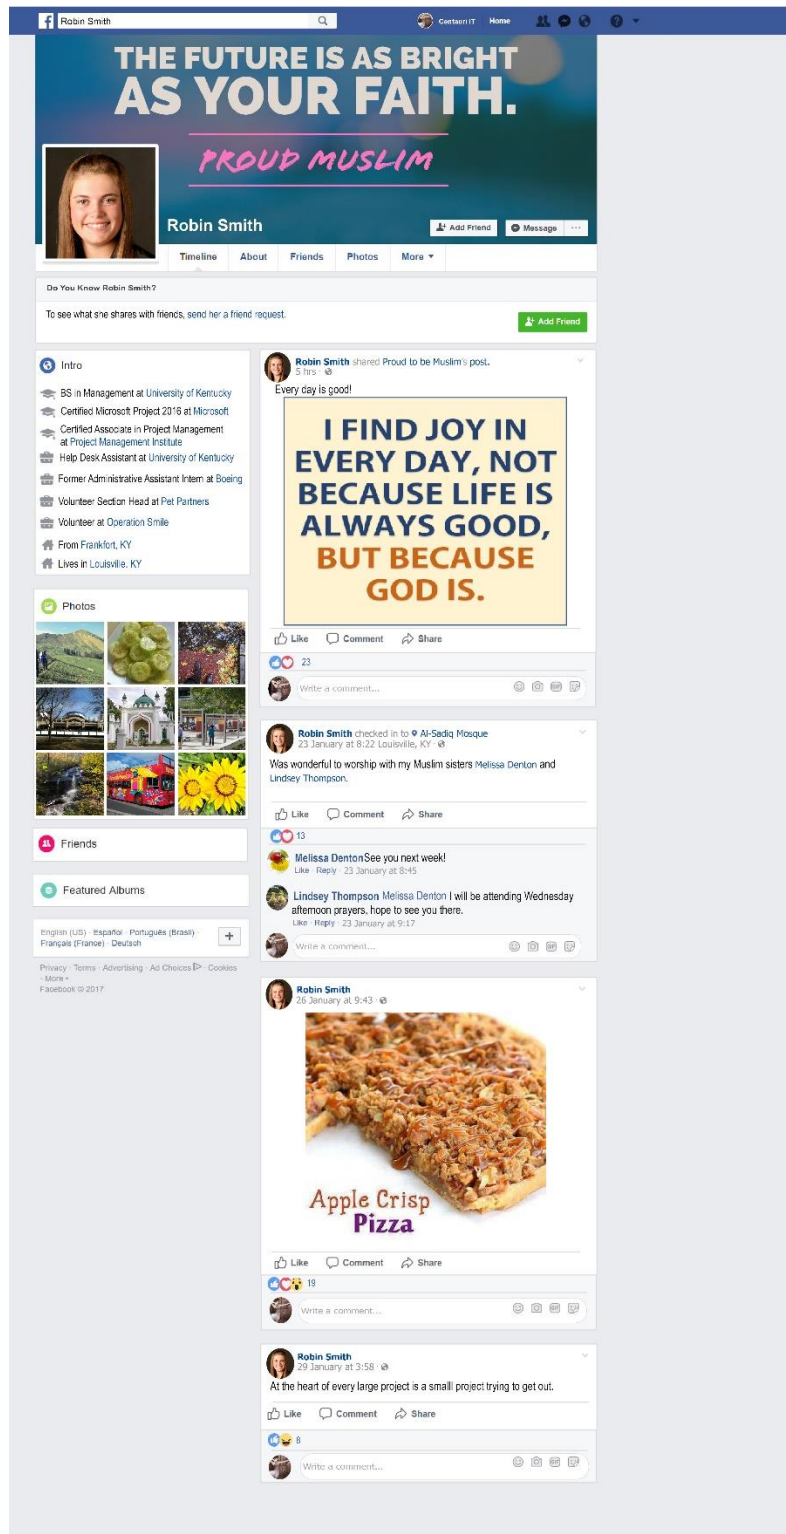 Robin Smith
Centauri IT Home
THE FUTURE IS AS BRIGHT
AS YOUR FAITH.
PROUD MUSLIM
Robin Smith
Add Friend Message
Timeline About Friends Photos More
Do You Know Robin Smith?
To see what she shares with friends, send her a friend request.
Add Friend
Intro
BS in Management at University of Kentucky
Certified Microsoft Project 2016 at Microsoft
Certified Associate in Project Management
at Project Management Institute
Help Desk Assistant at University of Kentucky
Former Administrative Assistant Intern at Boeing
Volunteer Section Head at Pet Partners
Volunteer at Operation Smile
From Frankfort, KY
Lives in Louisville, KY
Photos
Friends
Featured Albums
English (US) · Español · Português (Brasil) ·
Français (France) · Deutsch
+
Privacy · Terms · Advertising · Ad Choices · Cookies
· More
Facebook © 2017
Robin Smith shared Proud to be Muslim's post.
5 hrs ·
Every day is good!
I FIND JOY IN
EVERY DAY, NOT
BECAUSE LIFE IS
ALWAYS GOOD,
BUT BECAUSE
GOD IS.
Like Comment Share
23
Write a comment...
Robin Smith checked in to Al-Sadiq Mosque
23 January at 8:22 Louisville, KY ·
Was wonderful to worship with my Muslim sisters Melissa Denton and
Lindsey Thompson.
Like Comment Share
13
Melissa DentonSee you next week!
Like · Reply · 23 January at 8:45
Lindsey Thompson Melissa Denton I will be attending Wednesday
afternoon prayers, hope to see you there.
Like · Reply · 23 January at 9:17
Write a comment...
Robin Smith
26 January at 9:43 ·
Apple Crisp
Pizza
Like Comment Share
19
Write a comment...
Robin Smith
29 January at 3:58 ·
At the heart of every large project is a small project trying to get out.
Like Comment Share
8
Write a comment...